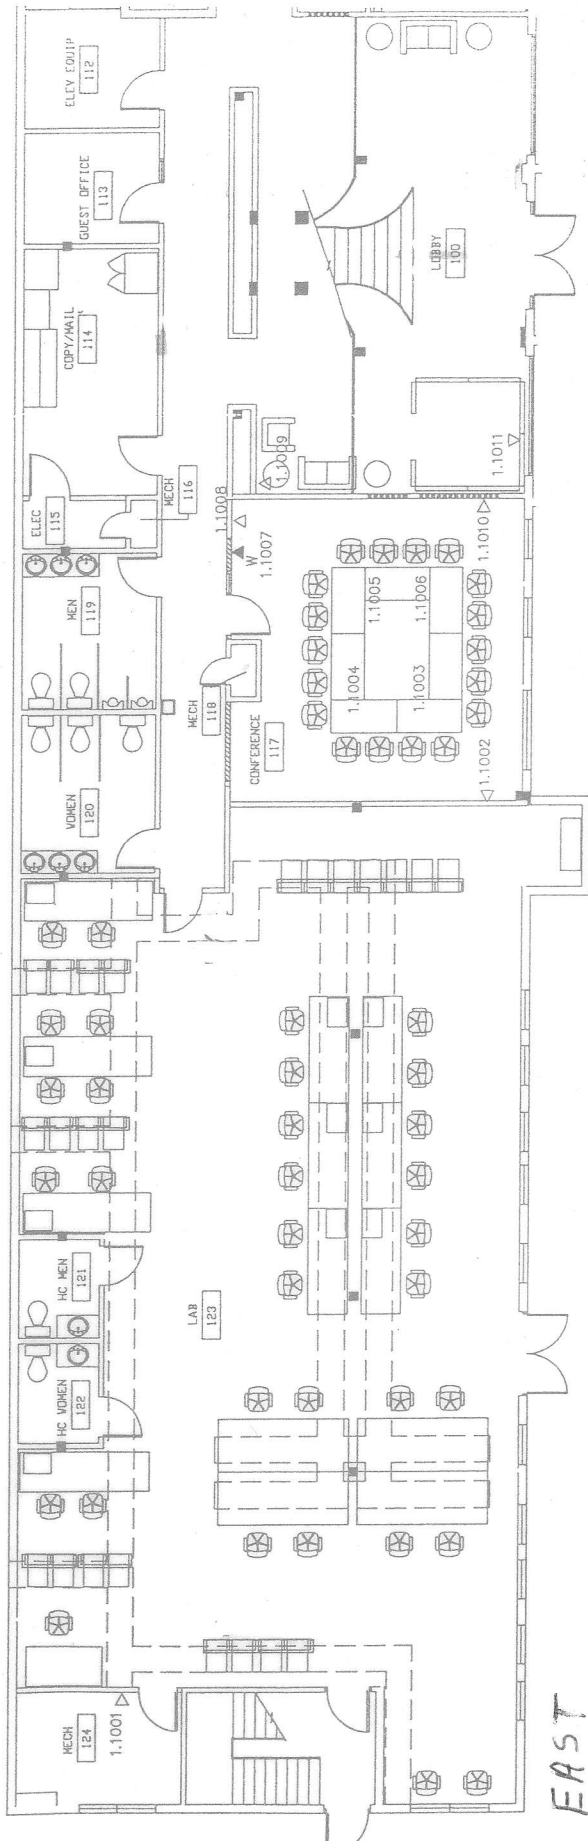 ELEV EQUIP
112
GUEST OFFICE
113
COPY/MAIL
114
ELEC
115
MECH
116
MEN
119
WOMEN
120
MECH
118
CONFERENCE
117
LOBBY
100
1.1011
1.1009
1.1008
W
1.1007
1.1010
1.1005
1.1006
1.1004
1.1003
1.1002
HC MEN
121
HC WOMEN
122
LAB
123
MECH
124
1.1001
EAST